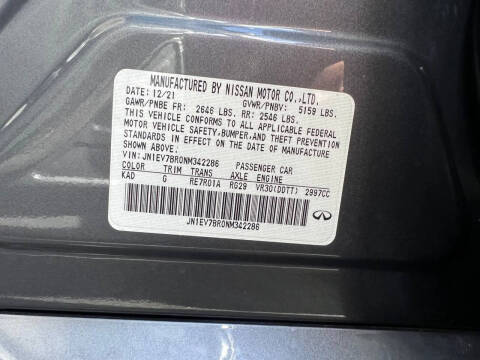 MANUFACTURED BY NISSAN MOTOR CO.,LTD.
DATE: 12/21 GVWR/PNBV: 5159 LBS.
GAWR/PNBE FR: 2646 LBS. RR: 2546 LBS.
THIS VEHICLE CONFORMS TO ALL APPLICABLE FEDERAL
MOTOR VEHICLE SAFETY,BUMPER,AND THEFT PREVENTION
STANDARDS IN EFFECT ON THE DATE OF MANUFACTURE
SHOWN ABOVE.
VIN:JN1EV7BR0NM342286 PASSENGER CAR
COLOR TRIM TRANS AXLE ENGINE
KAD G RE7R01A RG29 VR30(DDTT) 2997CC
JN1EV7BR0NM342286